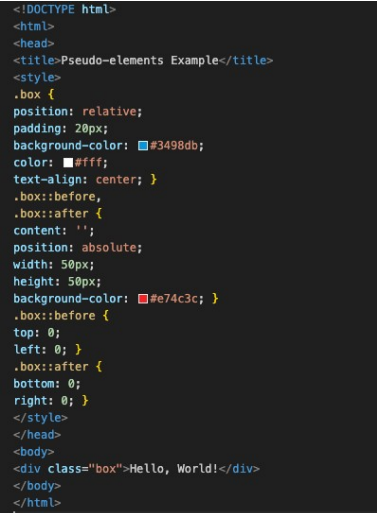 <!DOCTYPE html>
<html>
<head>
<title>Pseudo-elements Example</title>
<style>
.box {
position: relative;
padding: 20px;
background-color: #3498db;
color: #fff;
text-align: center; }
.box::before,
.box::after {
content: '';
position: absolute;
width: 50px;
height: 50px;
background-color: #e74c3c; }
.box::before {
top: 0;
left: 0; }
.box::after {
bottom: 0;
right: 0; }
</style>
</head>
<body>
<div class="box">Hello, World!</div>
</body>
</html>